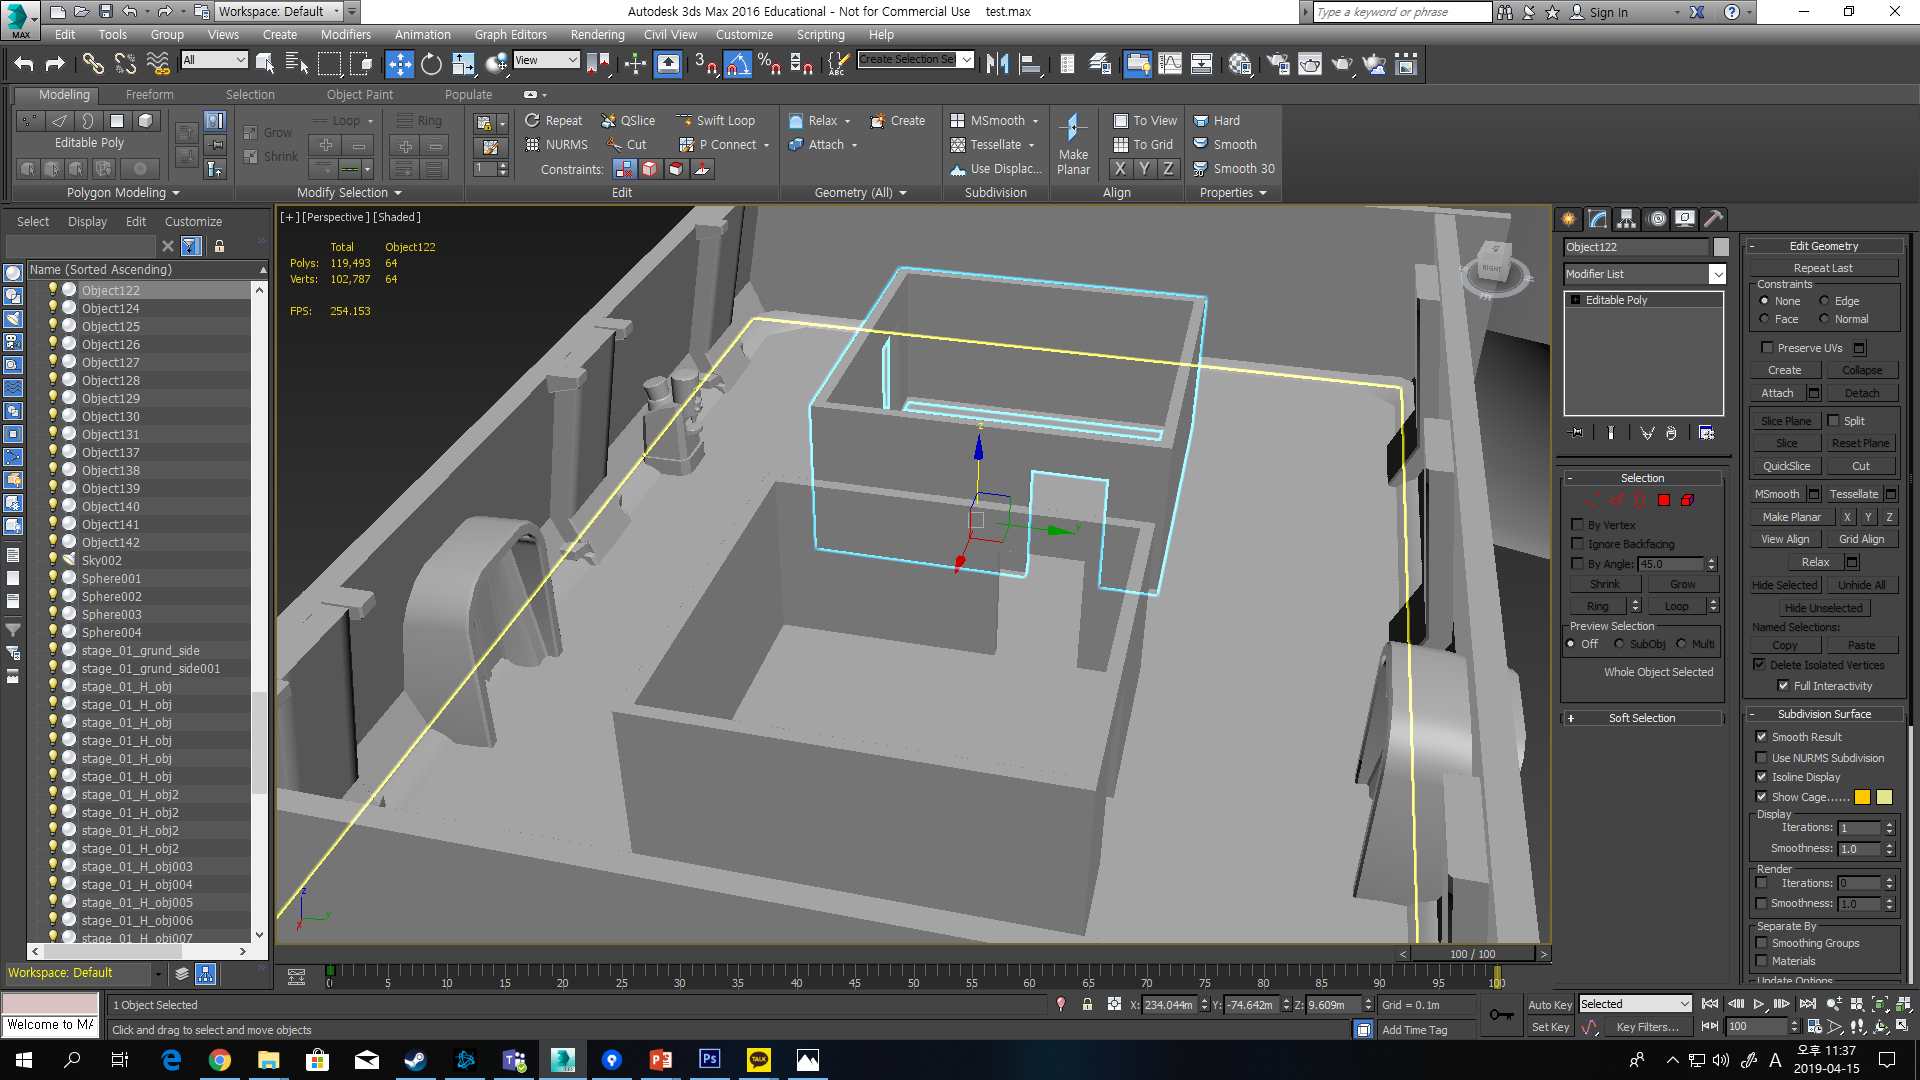 Workspace: Default
Autodesk 3ds Max 2016 Educational - Not for Commercial Use    test.max
Type a keyword or phrase
Sign In
MAX
Edit Tools Group Views Create Modifiers Animation Graph Editors Rendering Civil View Customize Scripting Help
All
View
Create Selection Se
Modeling Freeform Selection Object Paint Populate
Editable Poly
Polygon Modeling
Grow
Shrink
Loop
Ring
Modify Selection
1
Repeat QSlice Swift Loop
NURMS Cut P Connect
Constraints:
Edit
Relax Create
Attach
Geometry (All)
MSmooth
Tessellate
Use Displac...
Subdivision
Make Planar
To View
To Grid
X Y Z
Align
Hard
Smooth
Smooth 30
Properties
Select Display Edit Customize
Name (Sorted Ascending)
Object122
Object124
Object125
Object126
Object127
Object128
Object129
Object130
Object131
Object137
Object138
Object139
Object140
Object141
Object142
Sky002
Sphere001
Sphere002
Sphere003
Sphere004
stage_01_grund_side
stage_01_grund_side001
stage_01_H_obj
stage_01_H_obj
stage_01_H_obj
stage_01_H_obj
stage_01_H_obj
stage_01_H_obj
stage_01_H_obj2
stage_01_H_obj2
stage_01_H_obj2
stage_01_H_obj2
stage_01_H_obj003
stage_01_H_obj004
stage_01_H_obj005
stage_01_H_obj006
stage_01_H_obj007
Workspace: Default
[+] [Perspective] [Shaded]
Total Object122
Polys: 119,493 64
Verts: 102,787 64
FPS: 254.153
z
y
RIGHT
z
y
x
Object122
Modifier List
Editable Poly
Selection
By Vertex
Ignore Backfacing
By Angle: 45.0
Shrink Grow
Ring Loop
Preview Selection
Off SubObj Multi
Whole Object Selected
Soft Selection
Edit Geometry
Repeat Last
Constraints
None Edge
Face Normal
Preserve UVs
Create Collapse
Attach Detach
Slice Plane Split
Slice Reset Plane
QuickSlice Cut
MSmooth Tessellate
Make Planar X Y Z
View Align Grid Align
Relax
Hide Selected Unhide All
Hide Unselected
Named Selections:
Copy Paste
Delete Isolated Vertices
Full Interactivity
Subdivision Surface
Smooth Result
Use NURMS Subdivision
Isoline Display
Show Cage......
Display
Iterations: 1
Smoothness: 1.0
Render
Iterations: 0
Smoothness: 1.0
Separate By
Smoothing Groups
Materials
Update Options
100 / 100
0 5 10 15 20 25 30 35 40 45 50 55 60 65 70 75 80 85 90 95 100
Welcome to MA
1 Object Selected
Click and drag to select and move objects
X: 234.044m Y: -74.642m Z: 9.609m
Grid = 0.1m
Add Time Tag
Auto Key Selected
Set Key Key Filters...
100
A
오후 11:37
2019-04-15